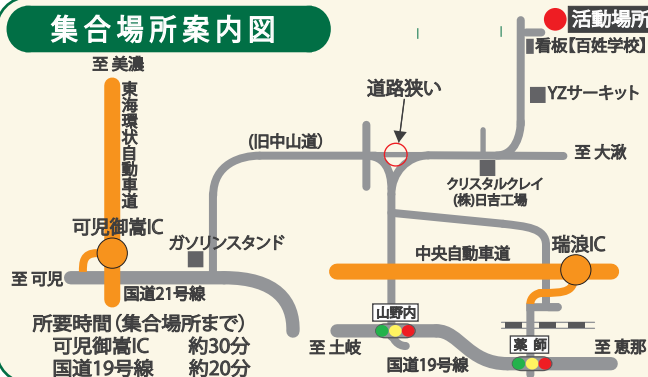 集合場所案内図
活動場所
看板【百姓学校】
至 美濃
東海環状自動車道
道路狭い
YZサーキット
(旧中山道)
至 大湫
クリスタルクレイ
(株)日吉工場
可児御嵩IC
ガソリンスタンド
中央自動車道
瑞浪IC
至 可児
国道21号線
山野内
所要時間（集合場所まで）
可児御嵩IC 約30分
国道19号線 約20分
至 土岐
国道19号線
薬 師
至 恵那